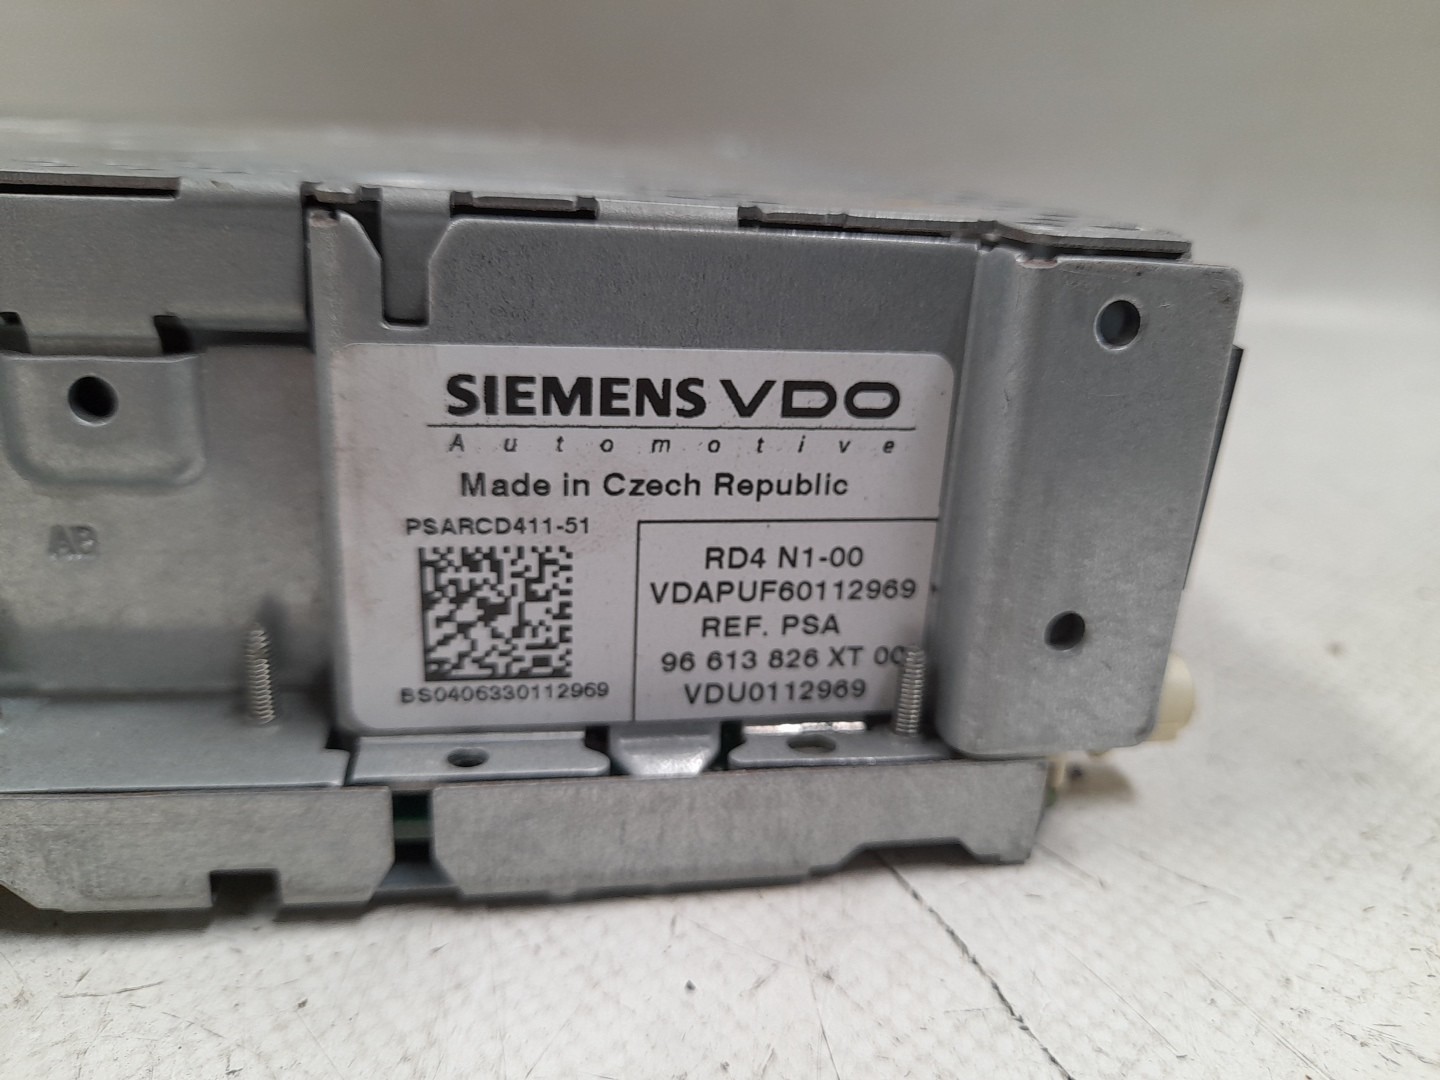 SIEMENS VDO
Automotive
Made in Czech Republic
PSARCD411-51
BS0406330112969
RD4 N1-00
VDAPUF60112969
REF. PSA
96 613 826 XT 00
VDU0112969
AB